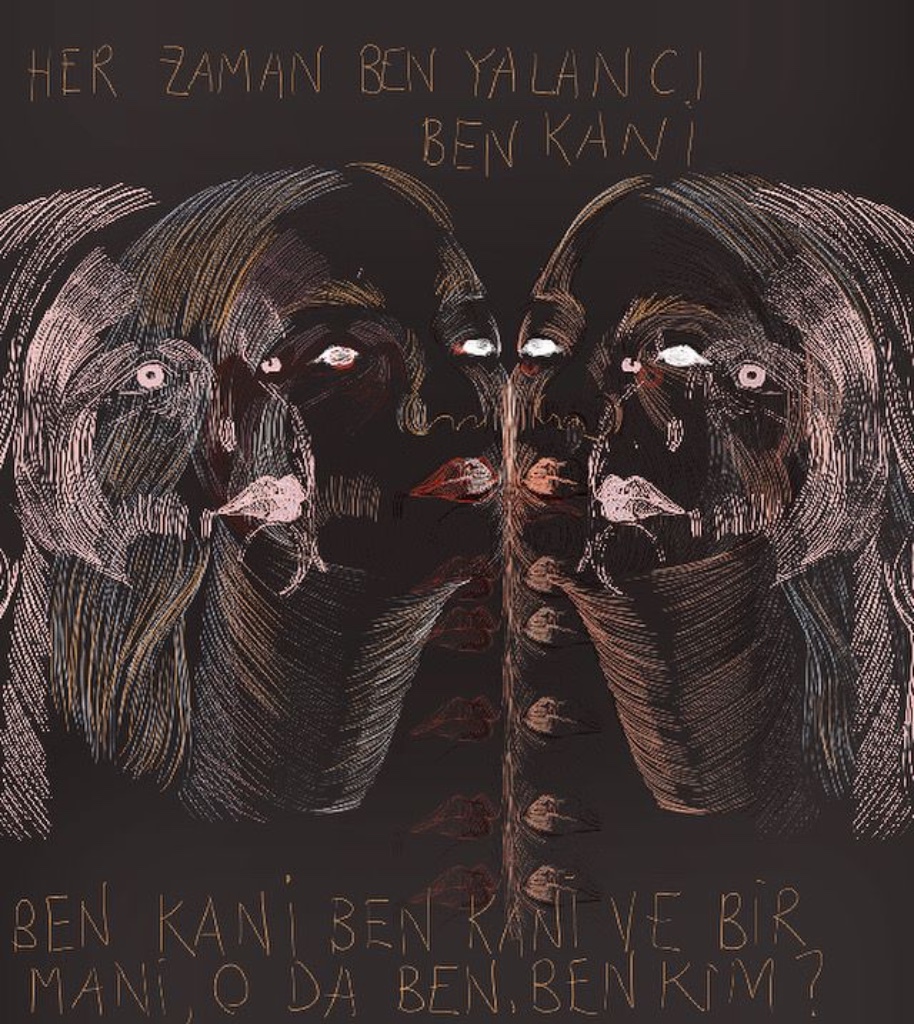 HER ZAMAN BEN YALANCI
BEN KANİ
BEN KANİ BEN KANİ VE BİR
MANİ, O DA BEN. BEN KİM?